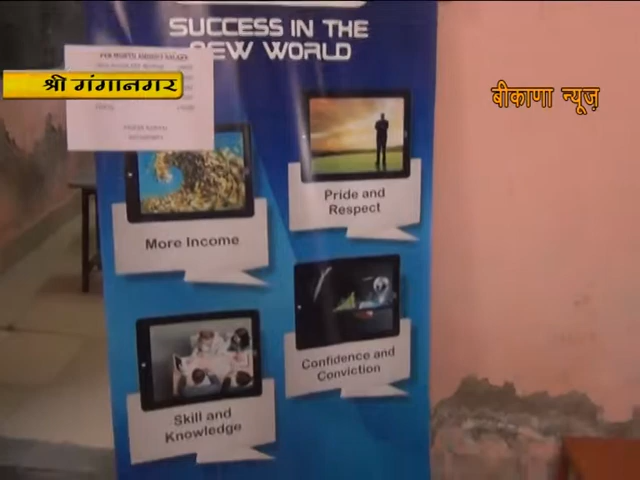 SUCCESS IN THE
NEW WORLD
श्री गंगानगर
बीकाणा न्यूज़
Pride and
Respect
More Income
Confidence and
Conviction
Skill and
Knowledge